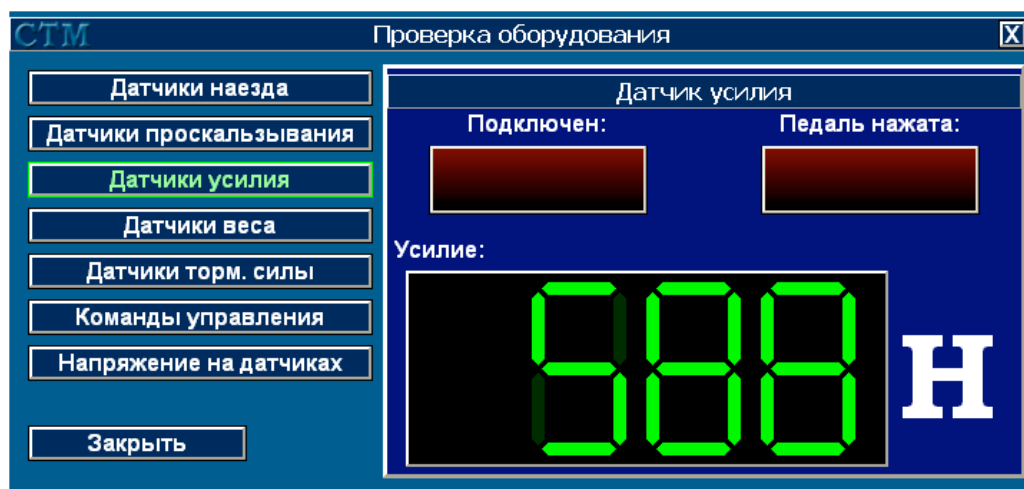 СТМ Проверка оборудования X
Датчики наезда
Датчики проскальзывания
Датчики усилия
Датчики веса
Датчики торм. силы
Команды управления
Напряжение на датчиках
Закрыть
Датчик усилия
Подключен: Педаль нажата:
Усилие:
588 Н